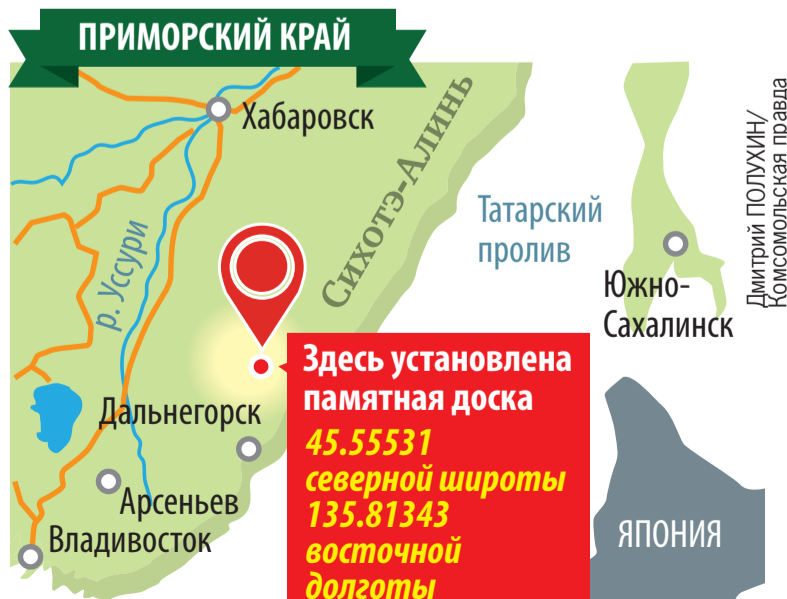 ПРИМОРСКИЙ КРАЙ
Хабаровск
Сихотэ-Алинь
Татарский
пролив
Дмитрий ПОЛУХИН/
Комсомольская правда
р. Уссури
Южно-
Сахалинск
Здесь установлена
памятная доска
45.55531
северной широты
135.81343
восточной
долготы
Дальнегорск
Арсеньев
Владивосток
ЯПОНИЯ